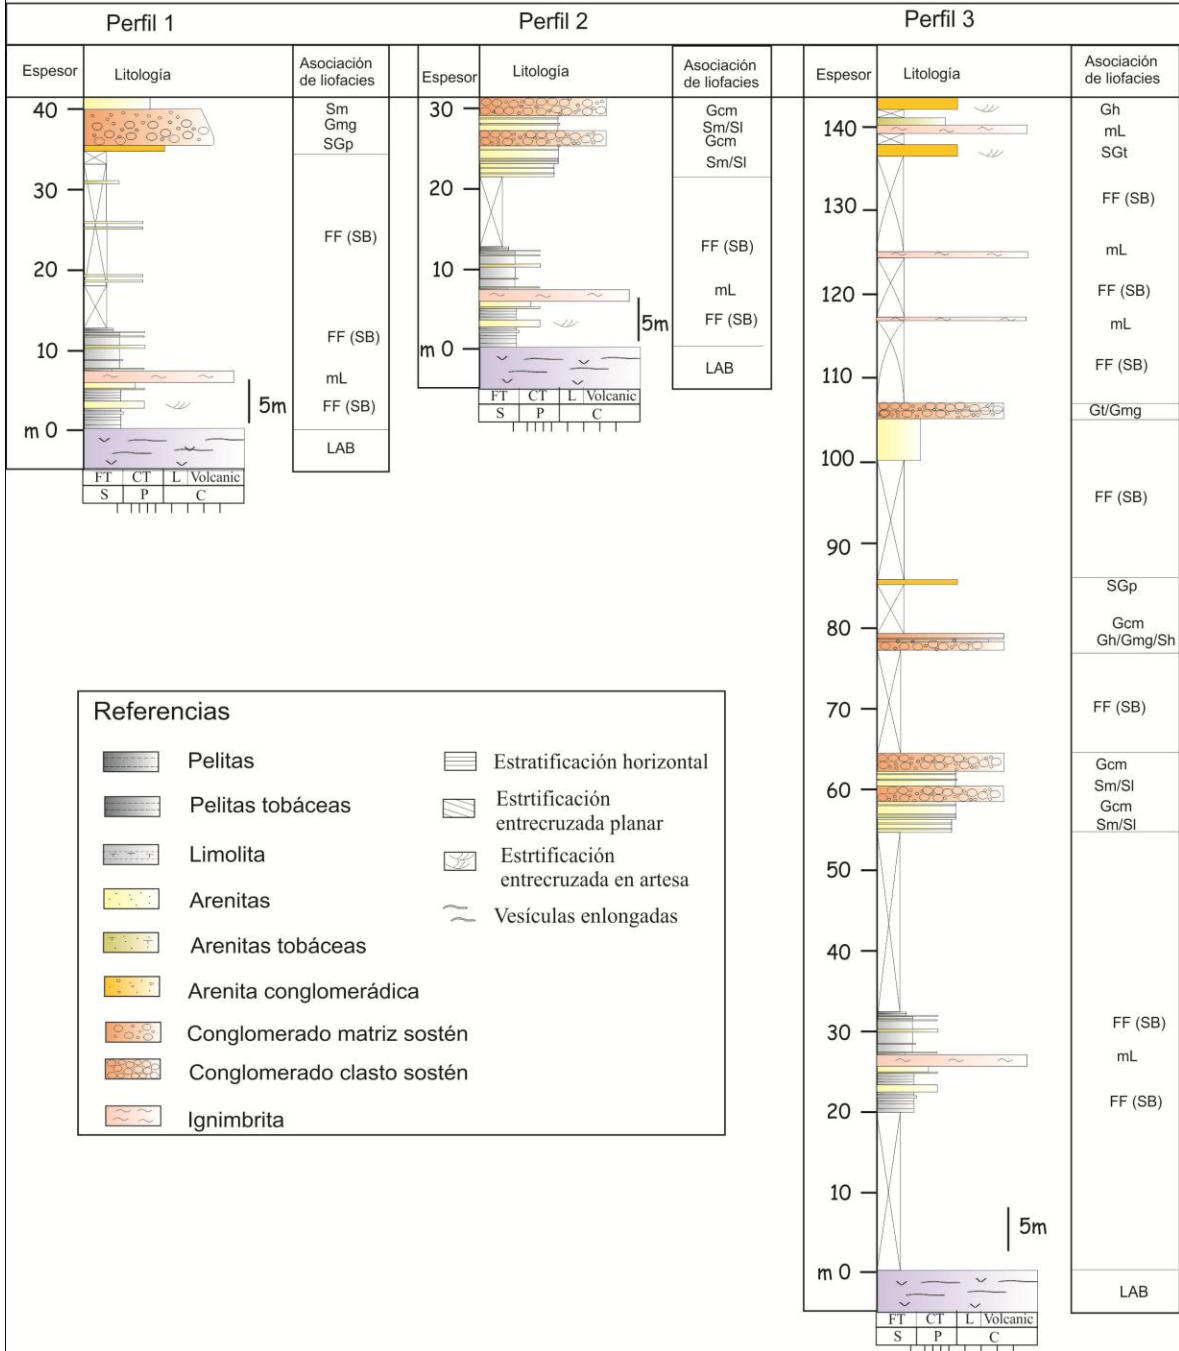 Perfil 1
Espesor
Litología
Asociación
de liofacies
40
30
20
10
m 0
Sm
Gmg
SGp
FF (SB)
FF (SB)
mL
FF (SB)
LAB
5m
FT CT L Volcanic
S P C
Perfil 2
Espesor
Litología
Asociación
de liofacies
30
20
10
m 0
Gcm
Sm/Sl
Gcm
Sm/Sl
FF (SB)
mL
FF (SB)
LAB
5m
FT CT L Volcanic
S P C
Perfil 3
Espesor
Litología
Asociación
de liofacies
140
130
120
110
100
90
80
70
60
50
40
30
20
10
m 0
Gh
mL
SGt
FF (SB)
mL
FF (SB)
mL
FF (SB)
Gt/Gmg
FF (SB)
SGp
Gcm
Gh/Gmg/Sh
FF (SB)
Gcm
Sm/Sl
Gcm
Sm/Sl
FF (SB)
mL
FF (SB)
LAB
5m
FT CT L Volcanic
S P C
Referencias
Pelitas
Pelitas tobáceas
Limolita
Arenitas
Arenitas tobáceas
Arenita conglomerádica
Conglomerado matriz sostén
Conglomerado clasto sostén
Ignimbrita
Estratificación horizontal
Estrtificación
entrecruzada planar
Estrtificación
entrecruzada en artesa
Vesículas enlongadas